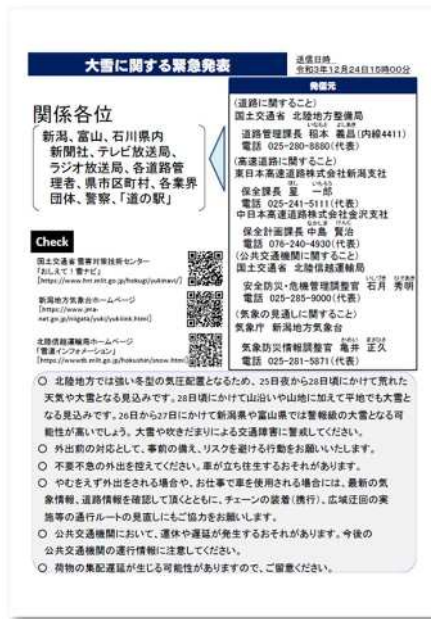 大雪に関する緊急発表
送信日時
令和3年12月24日15時00分
関係各位
新潟、富山、石川県内
新聞社、テレビ放送局、
ラジオ放送局、各道路管
理者、県市区町村、各業界
団体、警察、「道の駅」
発信元
(道路に関すること)
国土交通省 北陸地方整備局
道路管理課長 稲本 義昌(内線4411)
電話 025-280-8880(代表)
(高速道路に関すること)
東日本高速道路株式会社新潟支社
保全課長 星 一郎
電話 025-241-5111(代表)
中日本高速道路株式会社金沢支社
保全計画課長 中島 賢治
電話 076-240-4930(代表)
(公共交通機関に関すること)
国土交通省 北陸信越運輸局
安全防災・危機管理調整官 石月 秀明
電話 025-285-9000(代表)
(気象の見通しに関すること)
気象庁 新潟地方気象台
気象防災情報調整官 亀井 正久
電話 025-281-5871(代表)
Check
国土交通省 雪害対策技術センター
「おしえて!雪ナビ」
[https://www.hrr.mlit.go.jp/hokugi/yukinavi/]
新潟地方気象台ホームページ
[https://www.jma-
net.go.jp/niigata/yuki/yukilink.html]
北陸信越運輸局ホームページ
「雪道インフォメーション」
[https://wwwtb.mlit.go.jp/hokushin/snow.html]
○ 北陸地方では強い冬型の気圧配置となるため、25日夜から28日頃にかけて荒れた
天気や大雪となる見込みです。28日頃にかけて山沿いや山地に加えて平地でも大雪と
なる見込みです。26日から27日にかけて新潟県や富山県では警報級の大雪となる可
能性が高いでしょう。大雪や吹きだまりによる交通障害に警戒してください。
○ 外出前の対応として、事前の備え、リスクを避ける行動をお願いいたします。
○ 不要不急の外出を控えてください。車が立ち往生するおそれがあります。
○ やむをえず外出をされる場合や、お仕事で車を使用される場合には、最新の気
象情報、道路情報を確認して頂くとともに、チェーンの装着(携行)、広域迂回の実
施等の通行ルートの見直しにもご協力をお願いします。
○ 公共交通機関において、運休や遅延が発生するおそれがあります。今後の
公共交通機関の運行情報に注意してください。
○ 荷物の集配遅延が生じる可能性がありますので、ご留意ください。